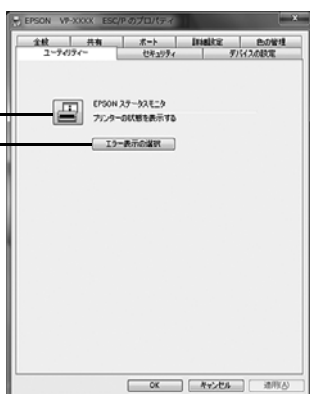 EPSON VP-XXXX ESC/P のプロパティ
全般 共有 ポート 詳細設定 色の管理
ユーティリティー セキュリティ デバイスの設定
EPSON ステータスモニタ
プリンターの状態を表示する
エラー表示の選択
OK キャンセル 適用(A)